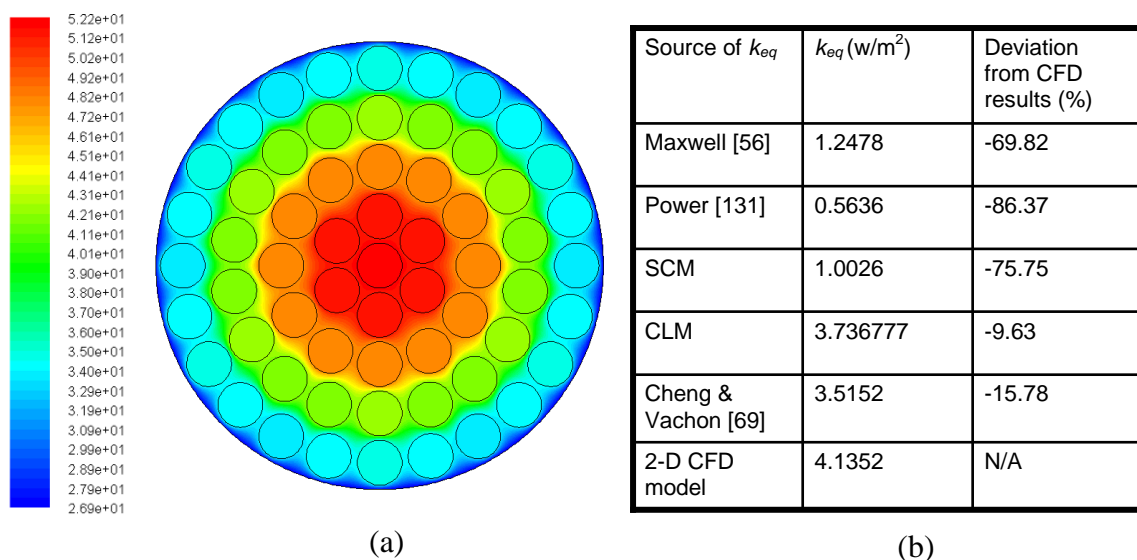 5.22e+01
5.12e+01
5.02e+01
4.92e+01
4.82e+01
4.72e+01
4.61e+01
4.51e+01
4.41e+01
4.31e+01
4.21e+01
4.11e+01
4.01e+01
3.90e+01
3.80e+01
3.70e+01
3.60e+01
3.50e+01
3.40e+01
3.19e+01
3.09e+01
2.99e+01
2.89e+01
2.79e+01
2.69e+01
(a)
Source of keq
keq (w/m²)
Deviation
from CFD
results (%)
Maxwell [56]
1.2478
-69.82
Power [131]
0.5636
-86.37
SCM
1.0026
-75.75
CLM
3.736777
-9.63
Cheng &
Vachon [69]
3.5152
-15.78
2-D CFD
model
4.1352
N/A
(b)